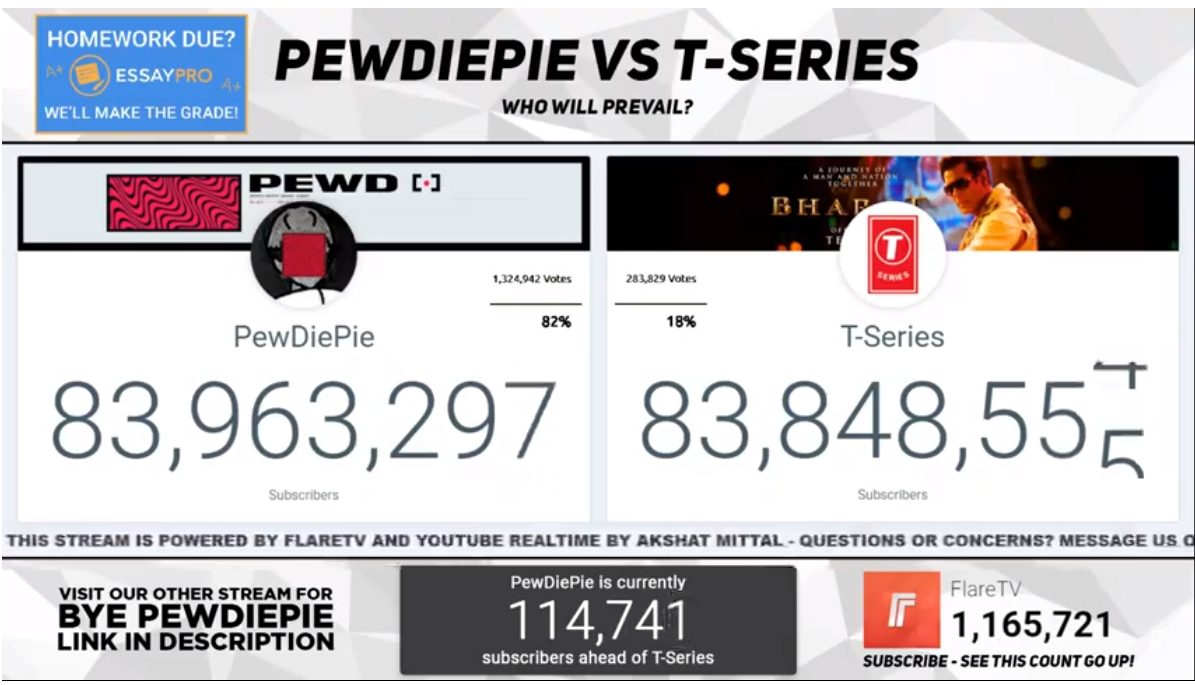 HOMEWORK DUE?
A+ ESSAYPRO A+
WE'LL MAKE THE GRADE!
PEWDIEPIE VS T-SERIES
WHO WILL PREVAIL?
PEWD [·]
1,324,942 Votes
82%
PewDiePie
83,963,297
Subscribers
A JOURNEY OF
A MAN AND NATION
TOGETHER
BHARAT
T
SERIES
283,829 Votes
18%
T-Series
83,848,55
Subscribers
THIS STREAM IS POWERED BY FLARETV AND YOUTUBE REALTIME BY AKSHAT MITTAL - QUESTIONS OR CONCERNS? MESSAGE US O
VISIT OUR OTHER STREAM FOR
BYE PEWDIEPIE
LINK IN DESCRIPTION
PewDiePie is currently
114,741
subscribers ahead of T-Series
FlareTV
1,165,721
SUBSCRIBE - SEE THIS COUNT GO UP!